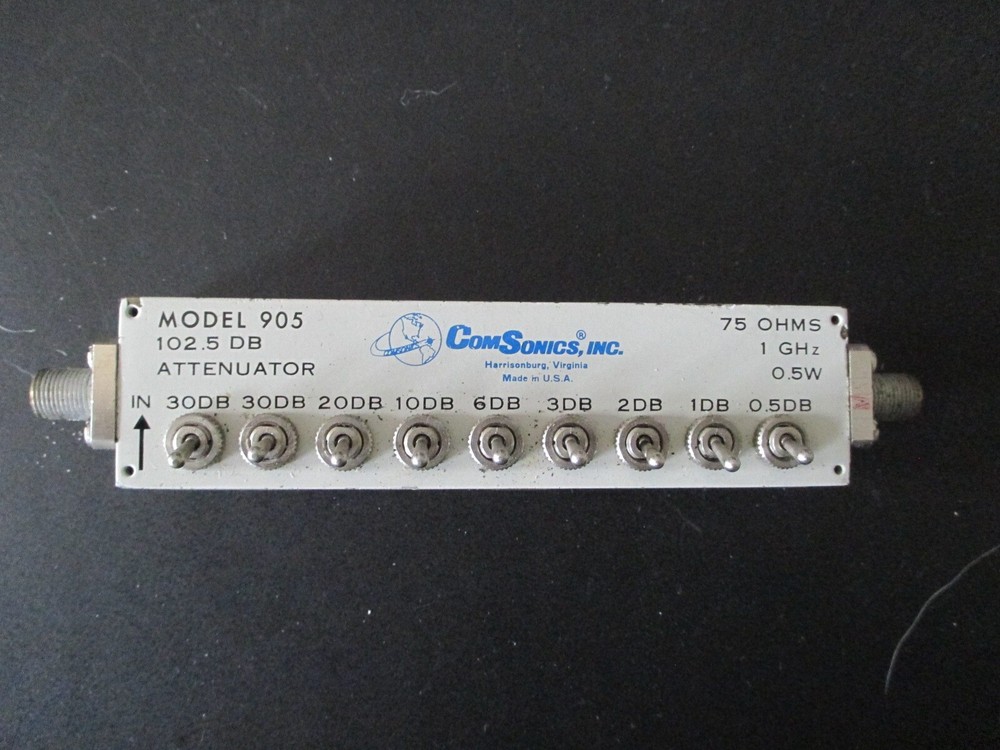 MODEL 905
102.5 DB
ATTENUATOR
COMSONICS, INC.®
Harrisonburg, Virginia
Made in U.S.A.
75 OHMS
1 GHz
0.5W
IN 30DB 30DB 20DB 10DB 6DB 3DB 2DB 1DB 0.5DB